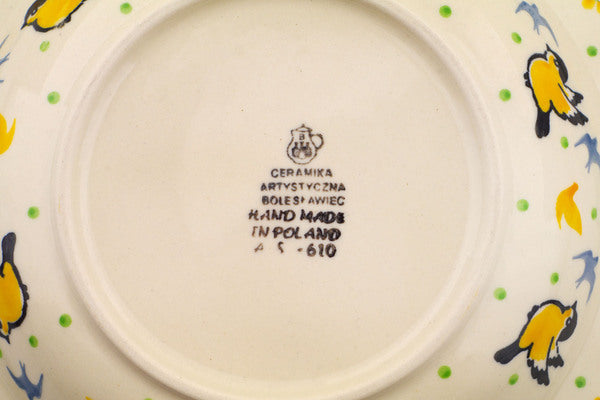 CERAMIKA
ARTYSTYCZNA
BOLESŁAWIEC
HAND MADE
IN POLAND
A S -610